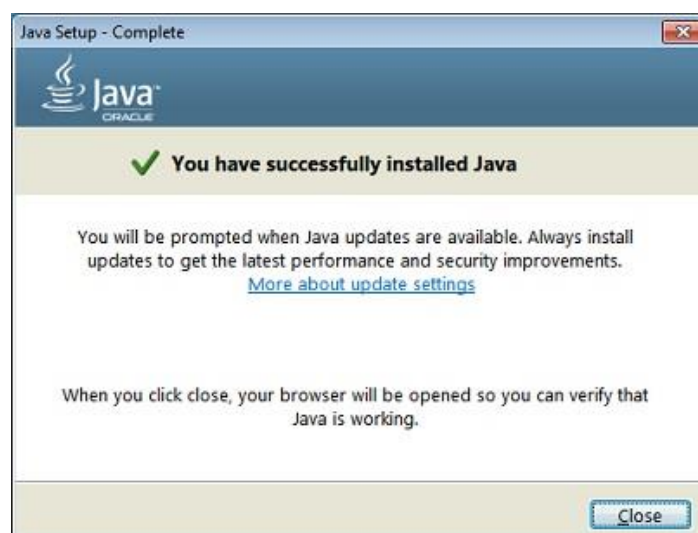 Java Setup - Complete
Java
ORACLE
You have successfully installed Java
You will be prompted when Java updates are available. Always install
updates to get the latest performance and security improvements.
More about update settings
When you click close, your browser will be opened so you can verify that
Java is working.
Close